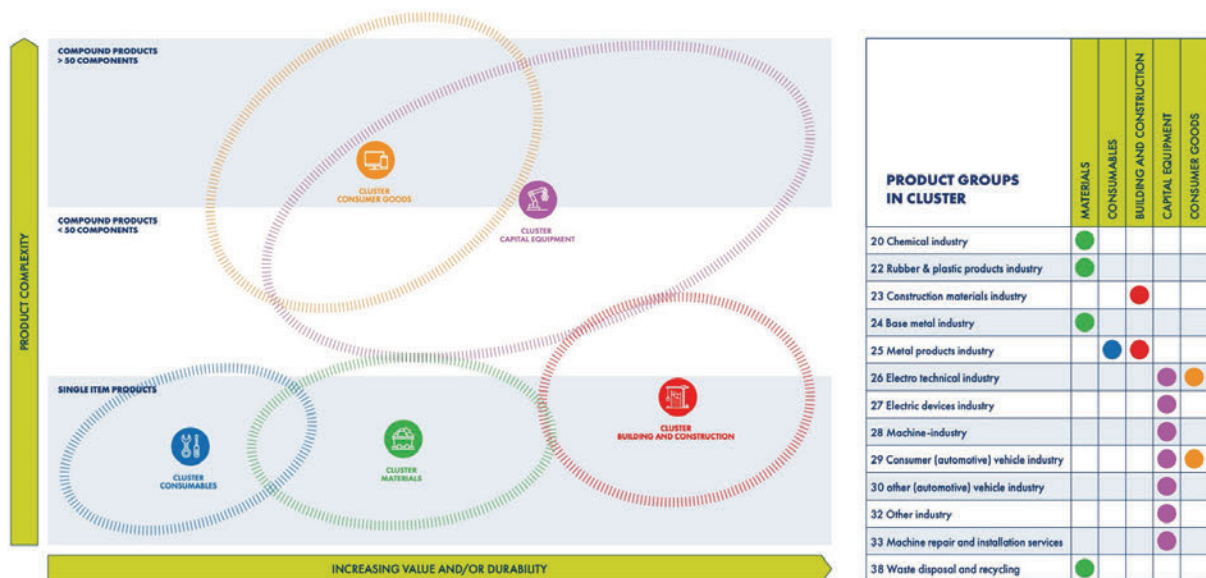 PRODUCT COMPLEXITY
COMPOUND PRODUCTS
> 50 COMPONENTS
CLUSTER
CONSUMER GOODS
COMPOUND PRODUCTS
< 50 COMPONENTS
CLUSTER
CAPITAL EQUIPMENT
SINGLE ITEM PRODUCTS
CLUSTER
BUILDING AND CONSTRUCTION
CLUSTER
CONSUMABLES
CLUSTER
MATERIALS
INCREASING VALUE AND/OR DURABILITY
PRODUCT GROUPS
IN CLUSTER
MATERIALS
CONSUMABLES
BUILDING AND CONSTRUCTION
CAPITAL EQUIPMENT
CONSUMER GOODS
20 Chemical industry
22 Rubber & plastic products industry
23 Construction materials industry
24 Base metal industry
25 Metal products industry
26 Electro technical industry
27 Electric devices industry
28 Machine-industry
29 Consumer (automotive) vehicle industry
30 other (automotive) vehicle industry
32 Other industry
33 Machine repair and installation services
38 Waste disposal and recycling